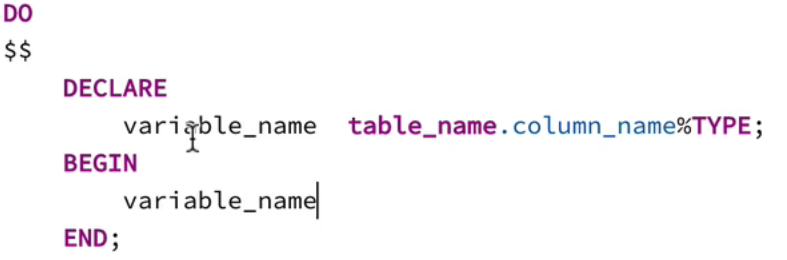 DO
$$
DECLARE
variable_name table_name.column_name%TYPE;
BEGIN
variable_name
END;